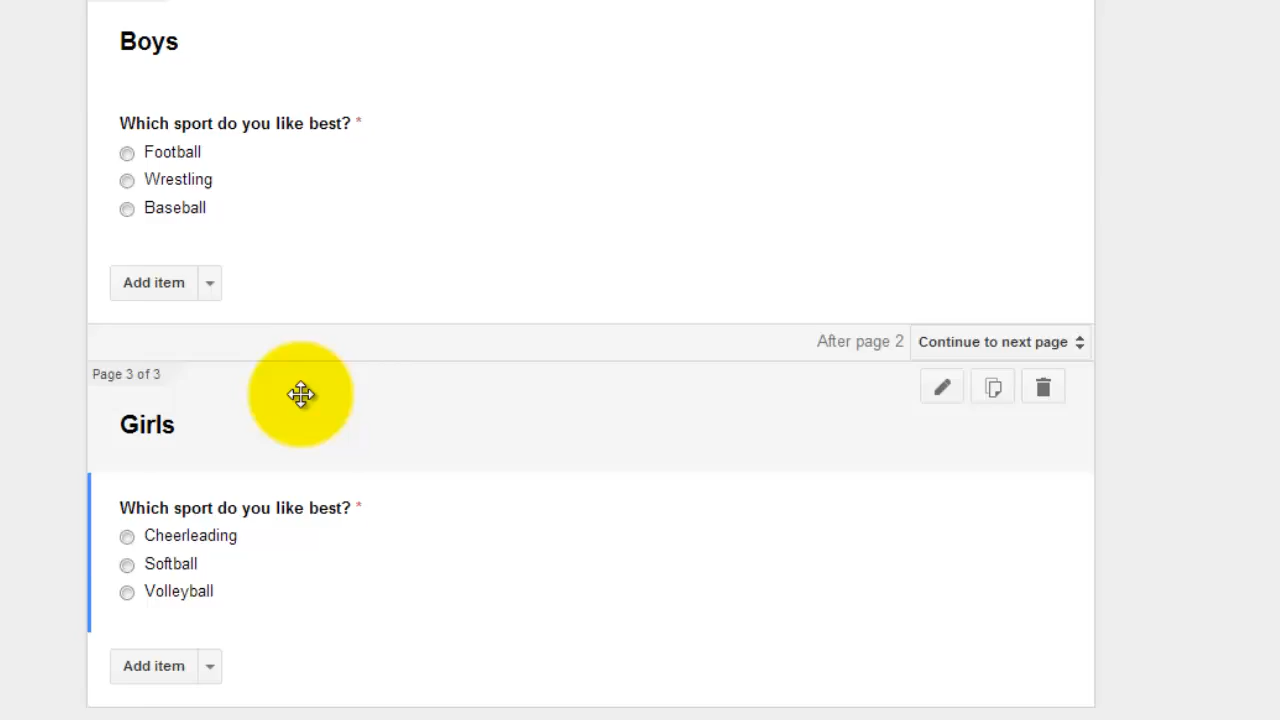 Boys
Which sport do you like best? *
Football
Wrestling
Baseball
Add item
After page 2 Continue to next page
Page 3 of 3
Girls
Which sport do you like best? *
Cheerleading
Softball
Volleyball
Add item